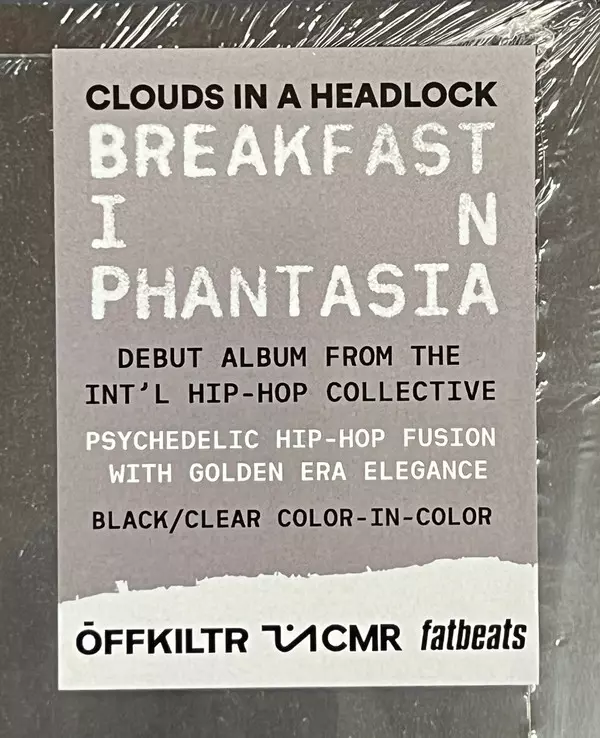 CLOUDS IN A HEADLOCK
BREAKFAST
I N
PHANTASIA
DEBUT ALBUM FROM THE
INT'L HIP-HOP COLLECTIVE
PSYCHEDELIC HIP-HOP FUSION
WITH GOLDEN ERA ELEGANCE
BLACK/CLEAR COLOR-IN-COLOR
ŌFFKILTR CMR fatbeats